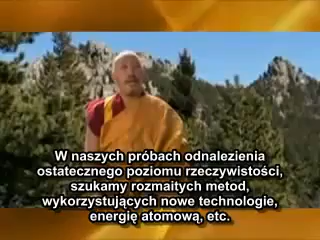 W naszych próbach odnalezienia
ostatecznego poziomu rzeczywistości,
szukamy rozmaitych metod,
wykorzystujących nowe technologie,
energię atomową, etc.